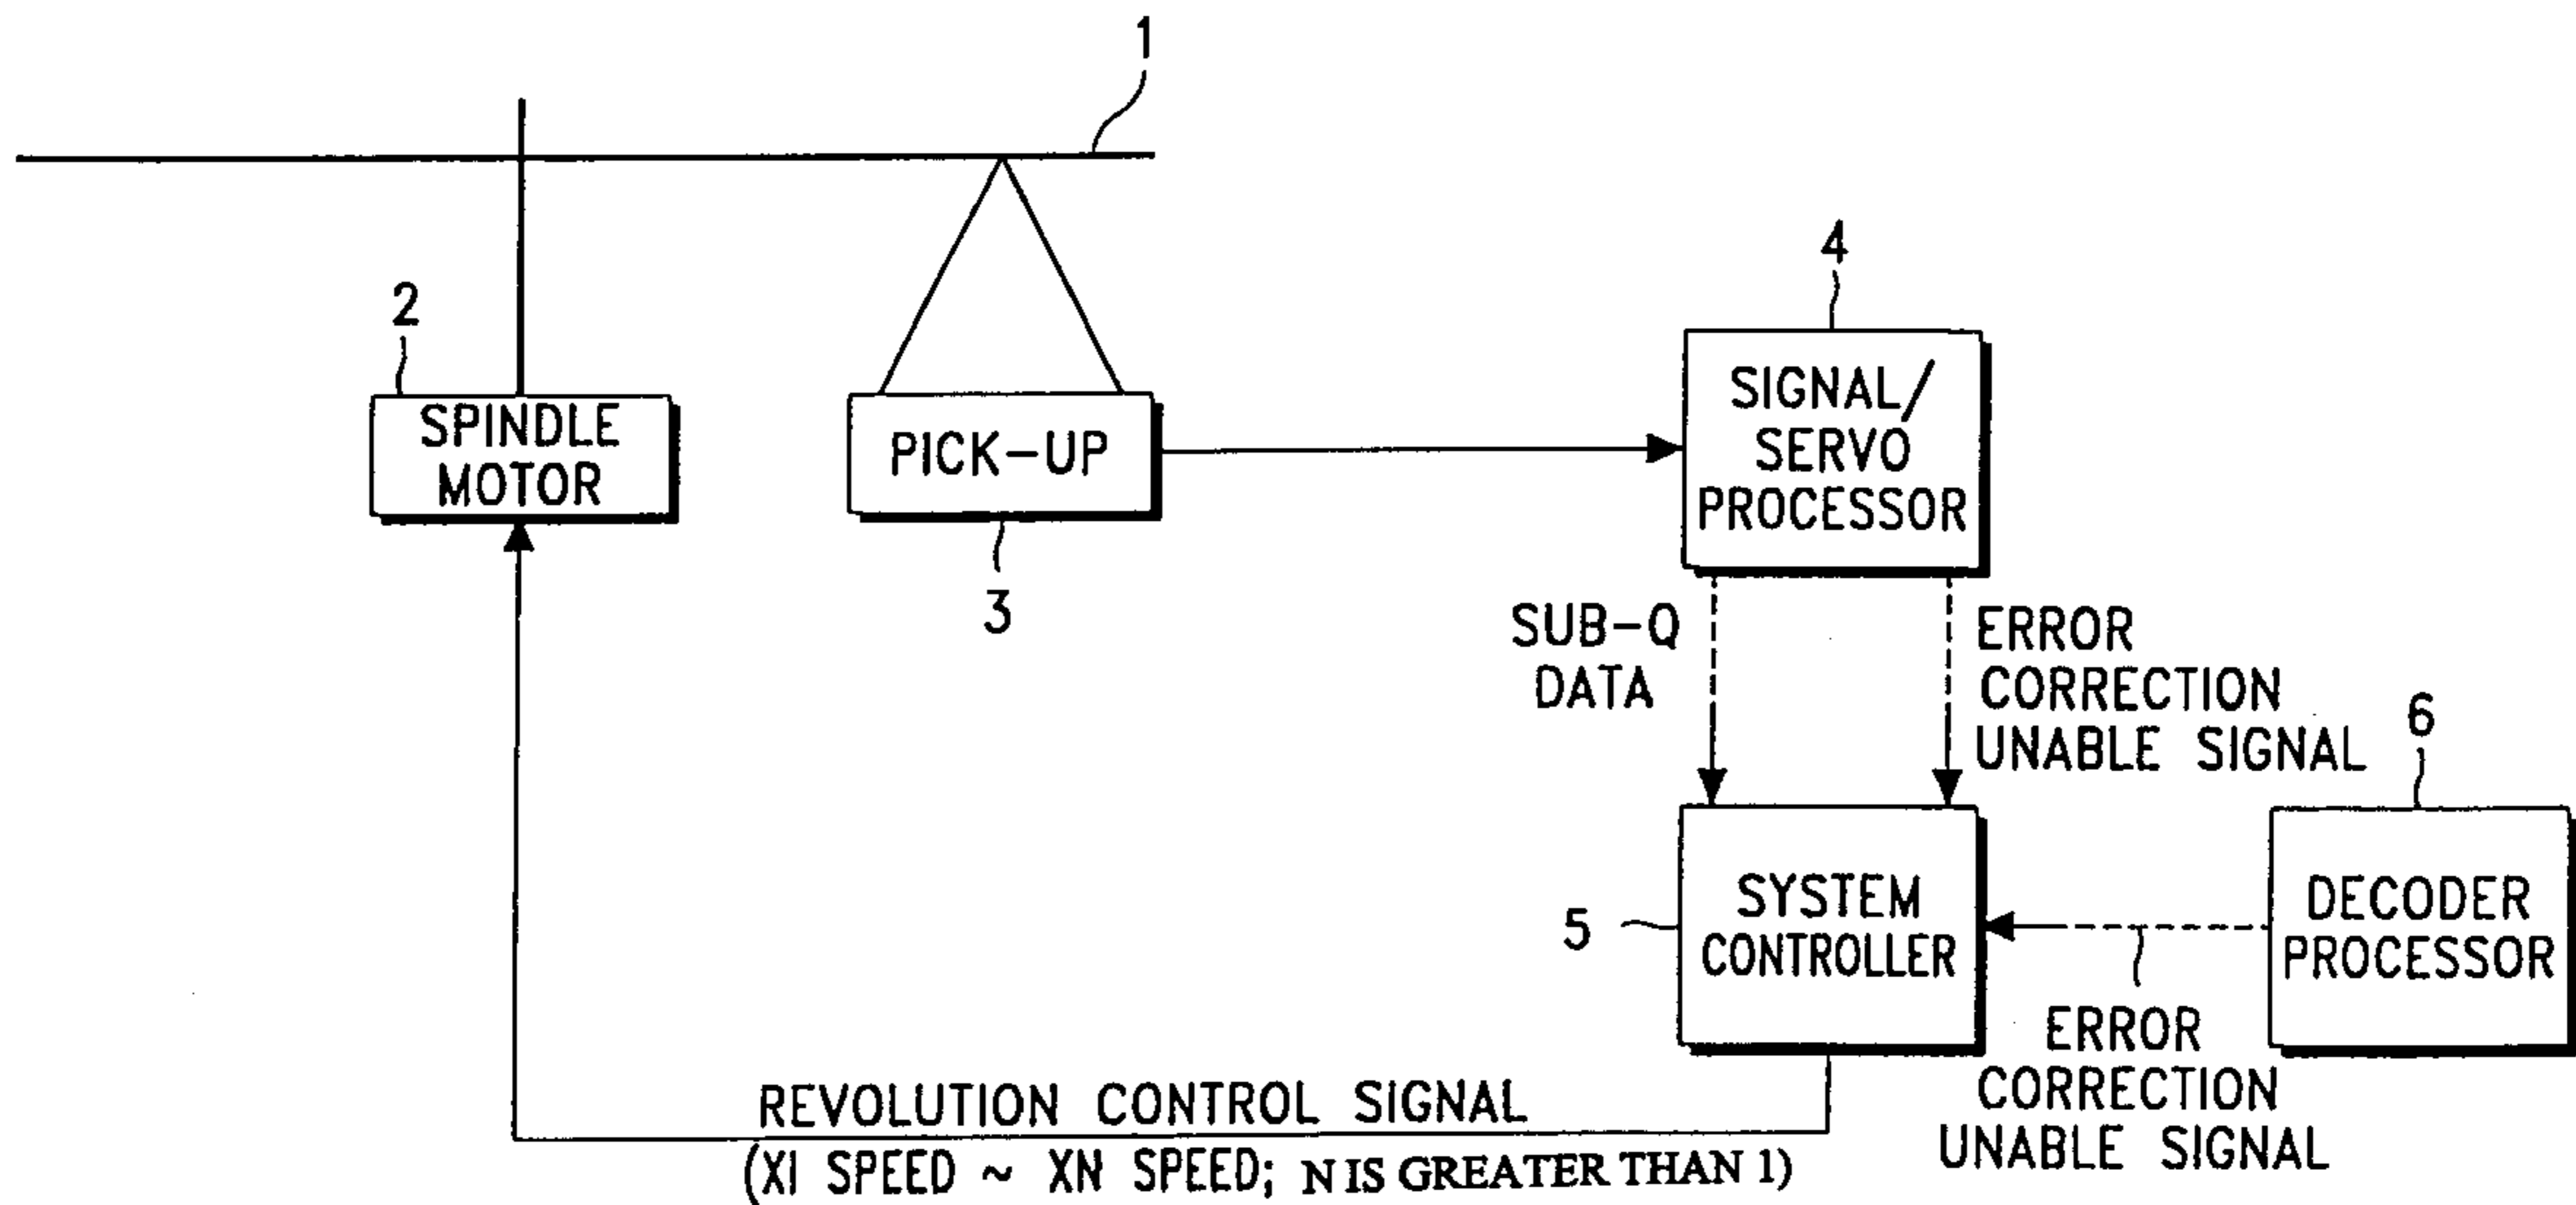 1
2
SPINDLE
MOTOR
PICK-UP
3
4
SIGNAL/
SERVO
PROCESSOR
SUB-Q
DATA
ERROR
CORRECTION
UNABLE SIGNAL
5
SYSTEM
CONTROLLER
6
DECODER
PROCESSOR
ERROR
CORRECTION
UNABLE SIGNAL
REVOLUTION CONTROL SIGNAL
(XI SPEED ~ XN SPEED; N IS GREATER THAN 1)